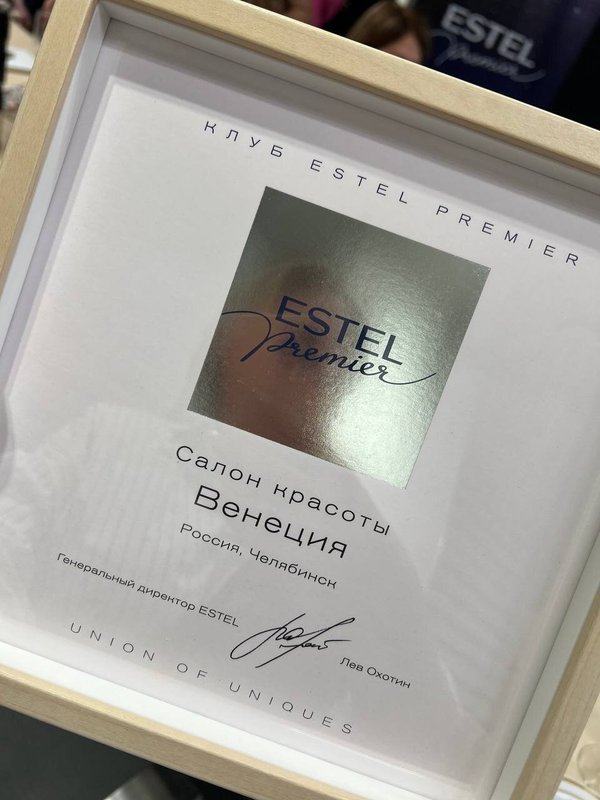 ESTEL
Premier
КЛУБ ESTEL PREMIER
ESTEL
Premier
Салон красоты
Венеция
Россия, Челябинск
Генеральный директор ESTEL
Лев Охотин
UNION OF UNIQUES